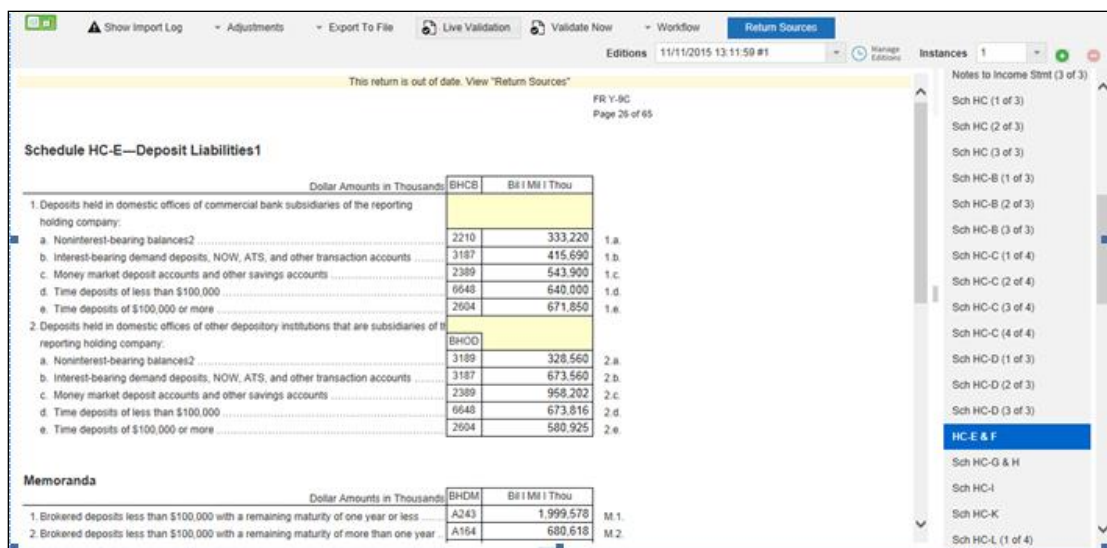 Show Import Log Adjustments Export To File Live Validation Validate Now Workflow Return Sources
Editions 11/11/2015 13:11:59 #1 Manage Editions Instances 1
This return is out of date. View "Return Sources"
FR Y-9C
Page 26 of 65
Schedule HC-E—Deposit Liabilities1
Dollar Amounts in Thousands BHCB Bil I Mil I Thou
1. Deposits held in domestic offices of commercial bank subsidiaries of the reporting
holding company:
a. Noninterest-bearing balances2 2210 333,220 1.a.
b. Interest-bearing demand deposits, NOW, ATS, and other transaction accounts 3187 415,690 1.b.
c. Money market deposit accounts and other savings accounts 2389 543,900 1.c.
d. Time deposits of less than $100,000 6648 640,000 1.d.
e. Time deposits of $100,000 or more 2604 671,850 1.e.
2. Deposits held in domestic offices of other depository institutions that are subsidiaries of th
reporting holding company: BHOD
a. Noninterest-bearing balances2 3189 328,560 2.a.
b. Interest-bearing demand deposits, NOW, ATS, and other transaction accounts 3187 673,560 2.b.
c. Money market deposit accounts and other savings accounts 2389 958,202 2.c.
d. Time deposits of less than $100,000 6648 673,816 2.d.
e. Time deposits of $100,000 or more 2604 580,925 2.e.
Memoranda
Dollar Amounts in Thousands BHDM Bil I Mil I Thou
1. Brokered deposits less than $100,000 with a remaining maturity of one year or less A243 1,999,578 M.1.
2. Brokered deposits less than $100,000 with a remaining maturity of more than one year A164 680,618 M.2.
Notes to Income Stmt (3 of 3)
Sch HC (1 of 3)
Sch HC (2 of 3)
Sch HC (3 of 3)
Sch HC-B (1 of 3)
Sch HC-B (2 of 3)
Sch HC-B (3 of 3)
Sch HC-C (1 of 4)
Sch HC-C (2 of 4)
Sch HC-C (3 of 4)
Sch HC-C (4 of 4)
Sch HC-D (1 of 3)
Sch HC-D (2 of 3)
Sch HC-D (3 of 3)
HC-E & F
Sch HC-G & H
Sch HC-I
Sch HC-K
Sch HC-L (1 of 4)